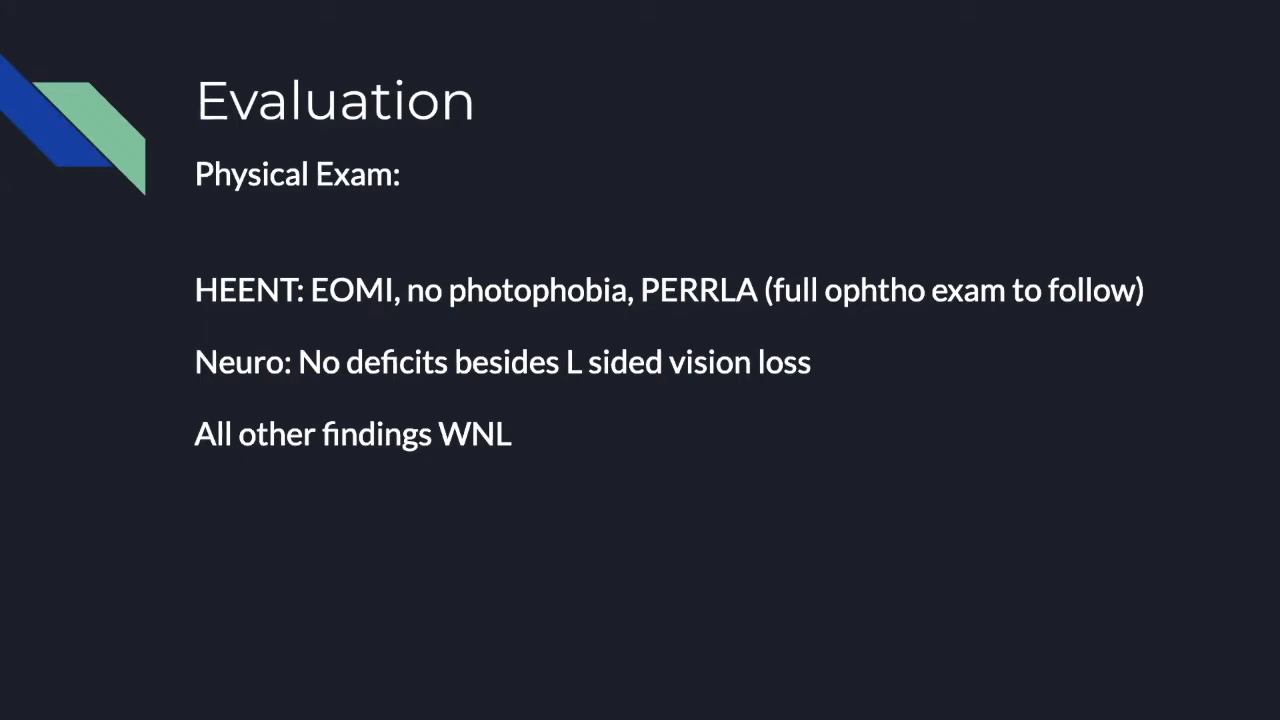 Evaluation
Physical Exam:
HEENT: EOMI, no photophobia, PERRLA (full ophtho exam to follow)
Neuro: No deficits besides L sided vision loss
All other findings WNL